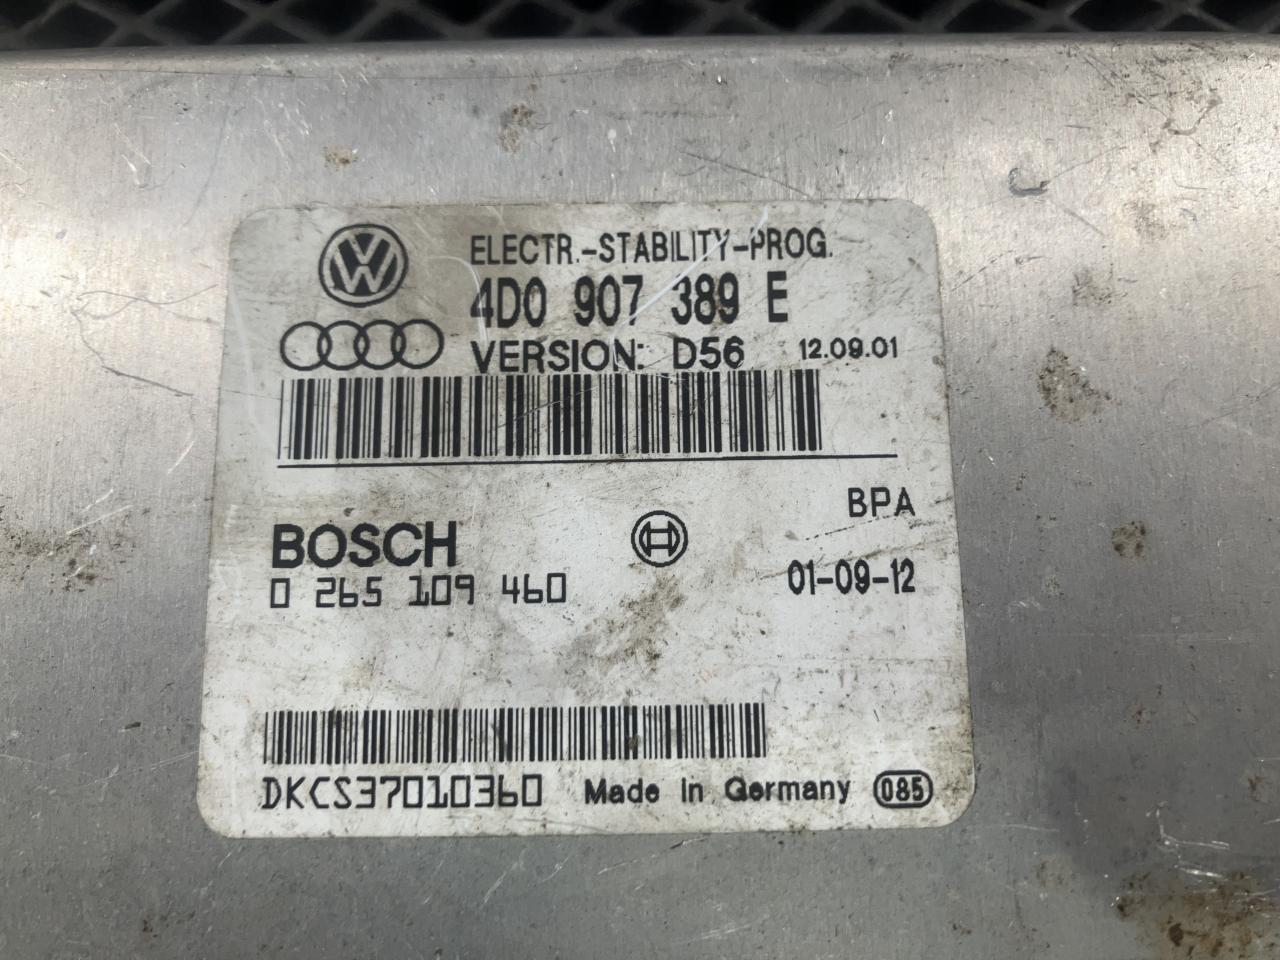 ELECTR.-STABILITY-PROG.
4D0 907 389 E
VERSION: D56 12.09.01
BOSCH
BPA
0 265 109 460
01-09-12
DKCS37010360 Made in Germany 085